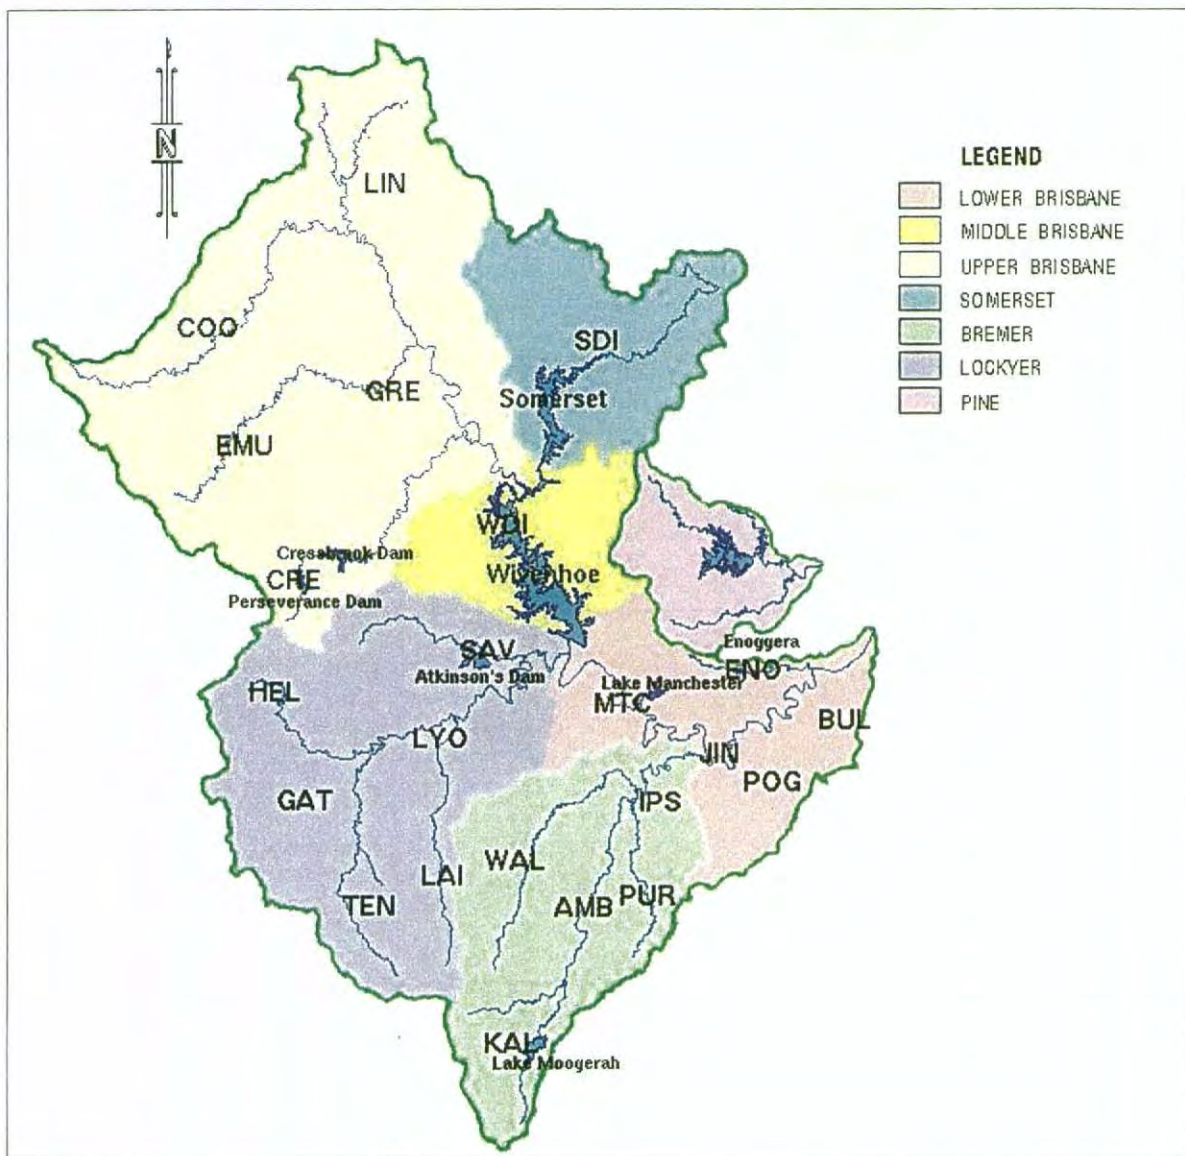 N
LEGEND
LOWER BRISBANE
MIDDLE BRISBANE
UPPER BRISBANE
SOMERSET
BREMER
LOCKYER
PINE
LIN
COO
SDI
GRE
Somerset
EMU
WDI
Cressbrook Dam
CRE
Wivenhoe
Perseverance Dam
Enoggera
SAV
ENO
Atkinson's Dam
Lake Manchester
HEL
MTC
BUL
LYO
JIN
POG
GAT
IPS
WAL
LAI
PUR
TEN
AMB
KAL
Lake Moogerah